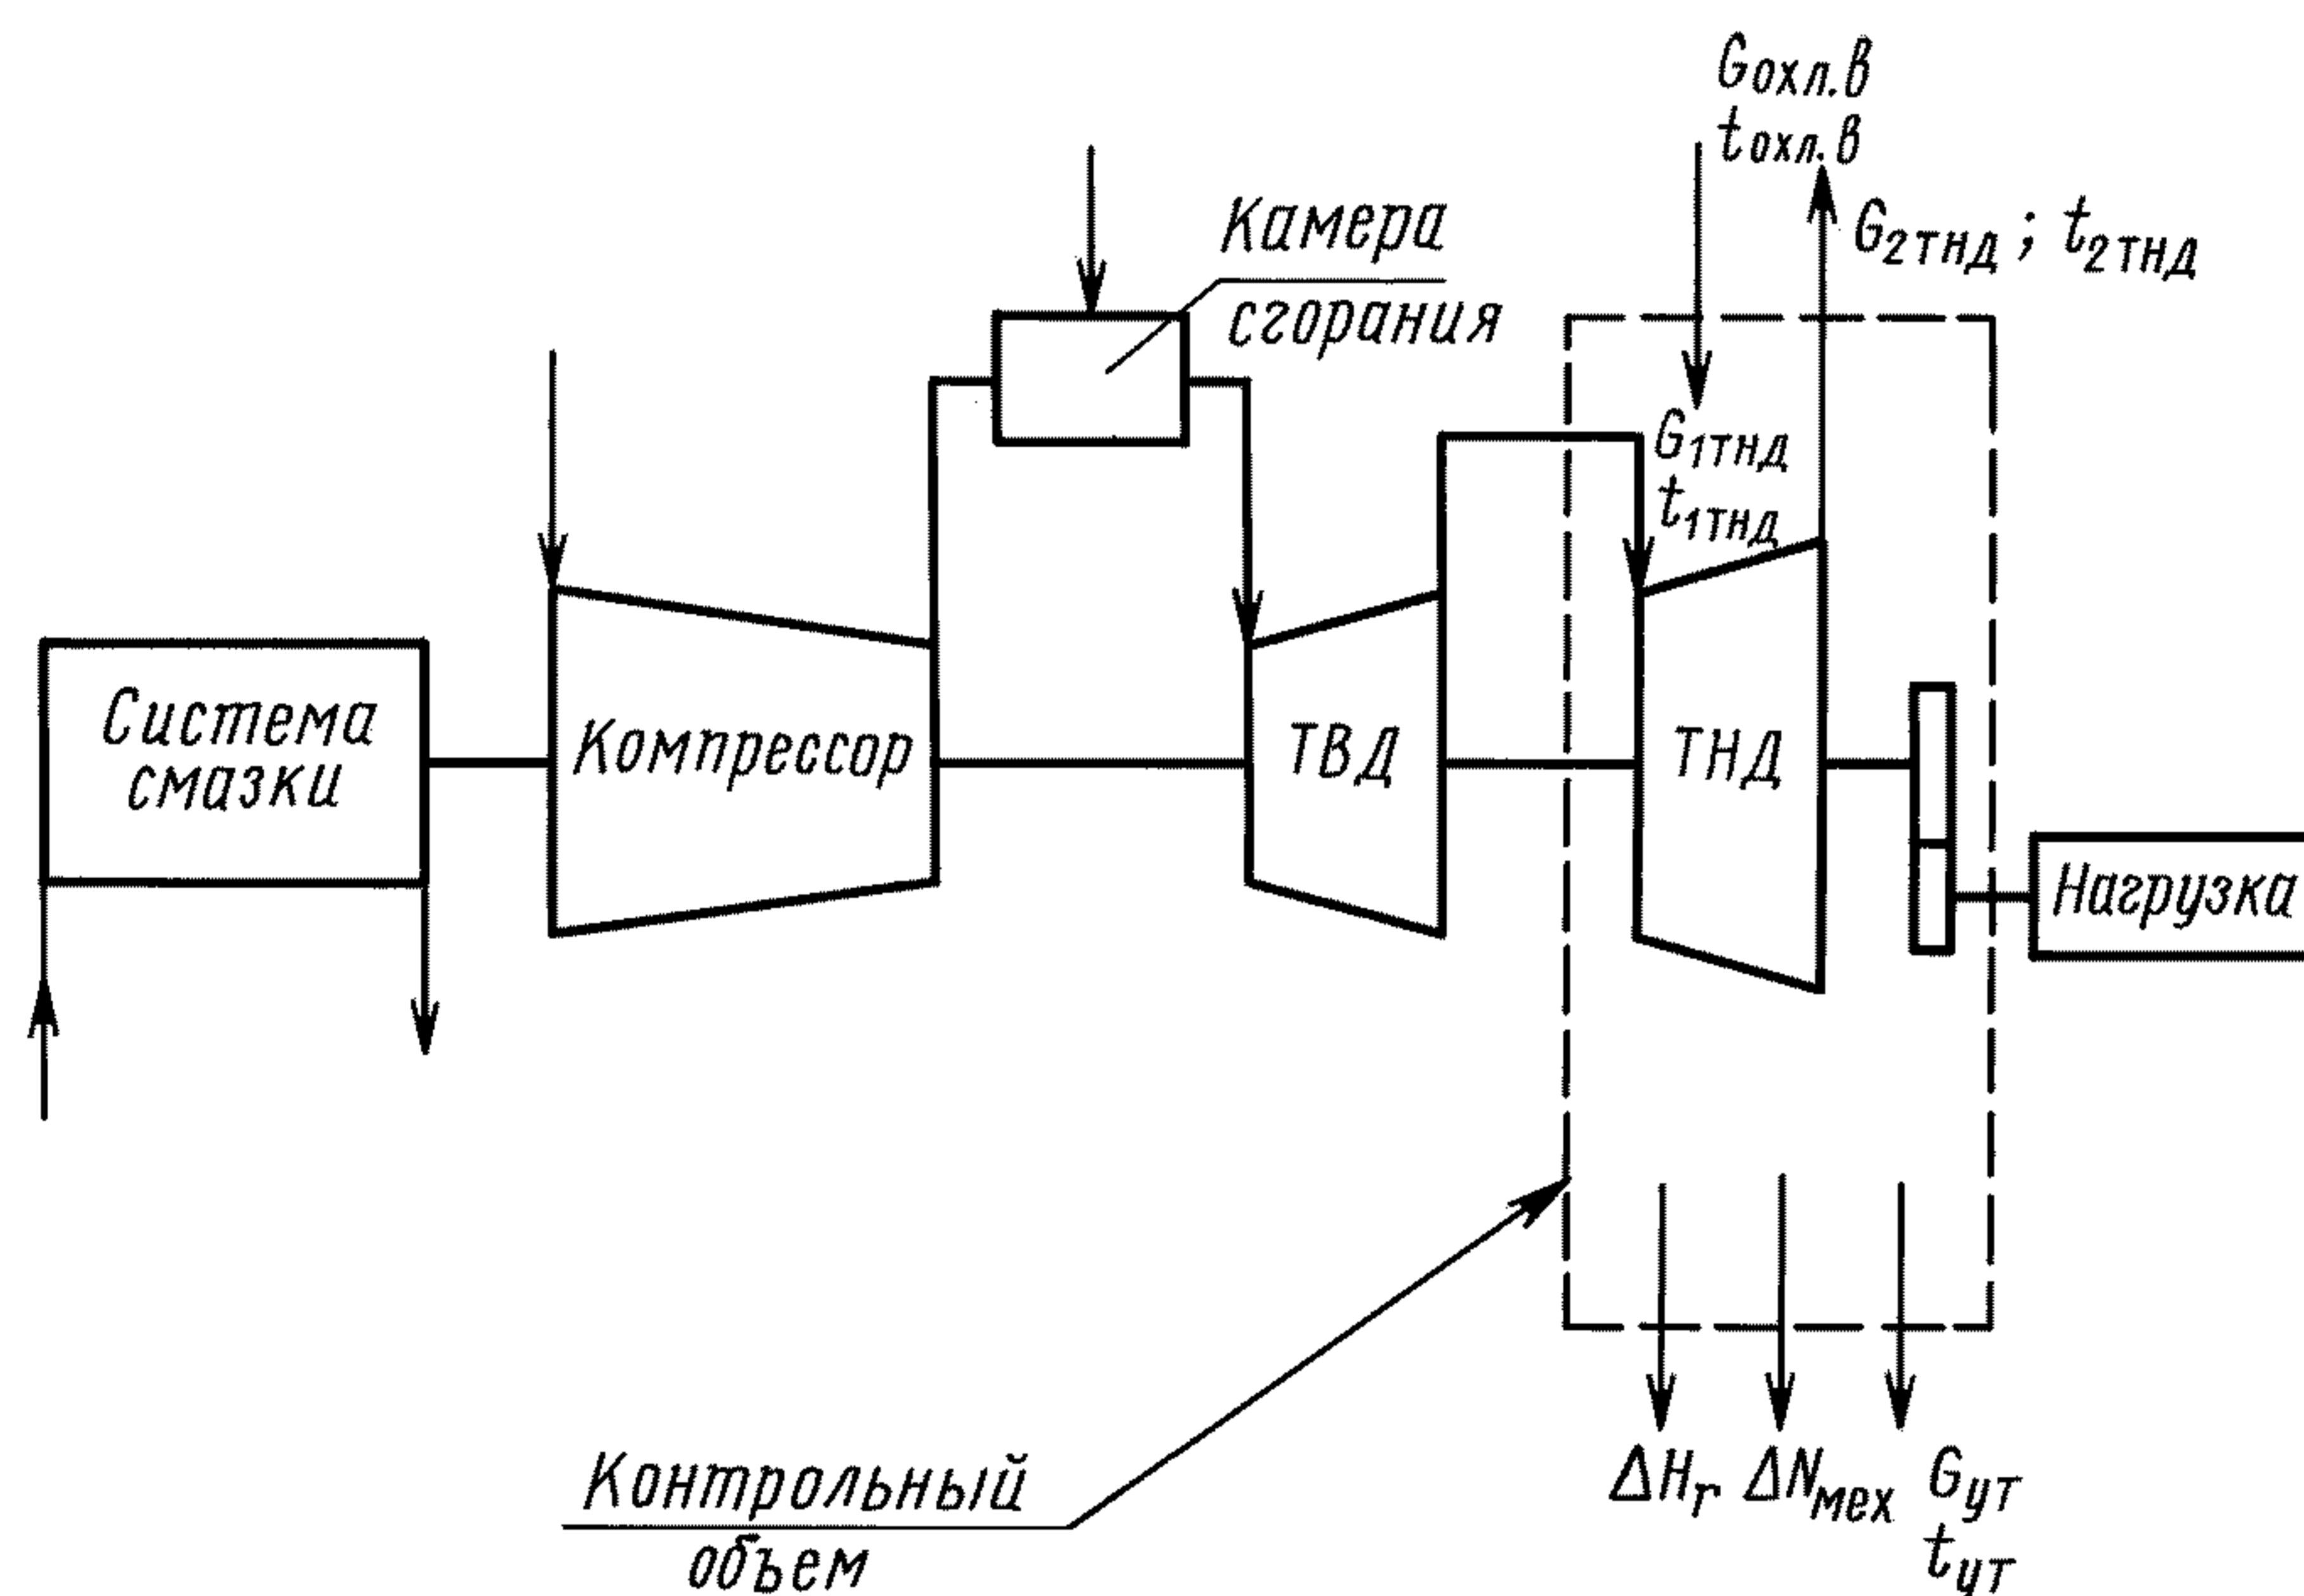 Gохл.в
tохл.в
G2ТНД ; t2ТНД
Камера
сгорания
G1ТНД
t1ТНД
Система
смазки
Компрессор
ТВД
ТНД
Нагрузка
Контрольный
объем
ΔHr ΔNмех Gут
tут